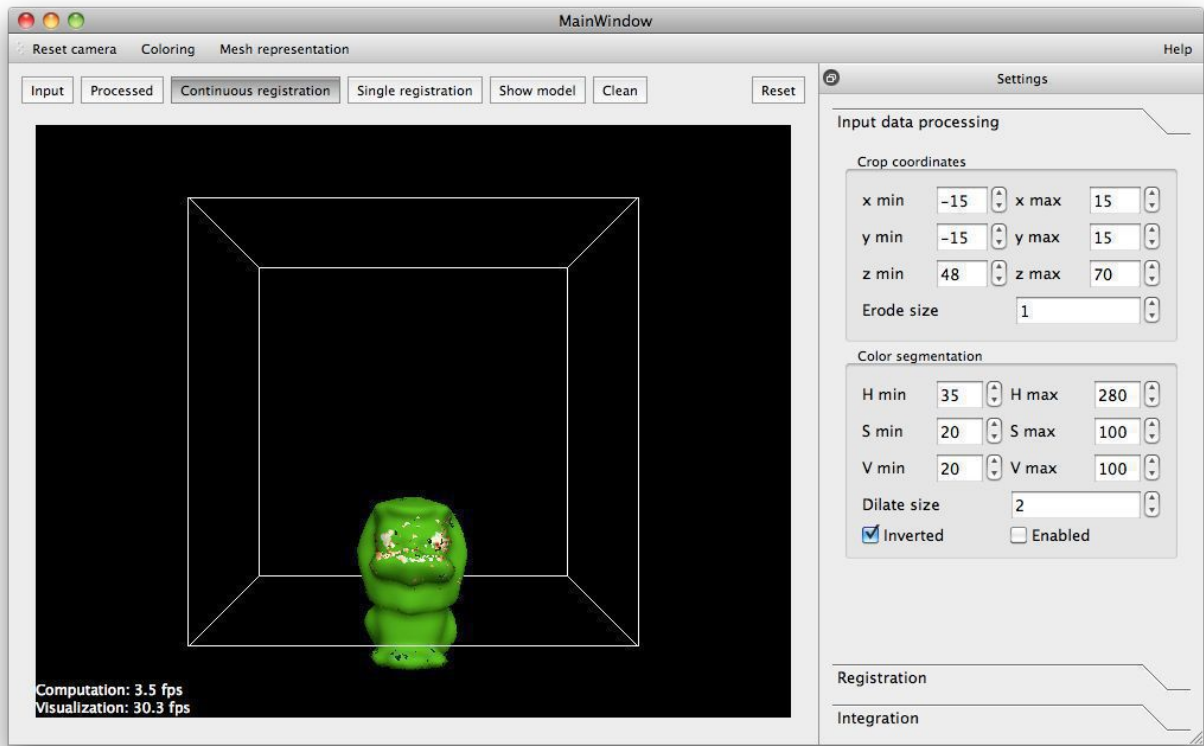 MainWindow
Reset camera Coloring Mesh representation Help
Input Processed Continuous registration Single registration Show model Clean Reset
Settings
Input data processing
Crop coordinates
x min -15 x max 15
y min -15 y max 15
z min 48 z max 70
Erode size 1
Color segmentation
H min 35 H max 280
S min 20 S max 100
V min 20 V max 100
Dilate size 2
Inverted Enabled
Registration
Integration
Computation: 3.5 fps
Visualization: 30.3 fps